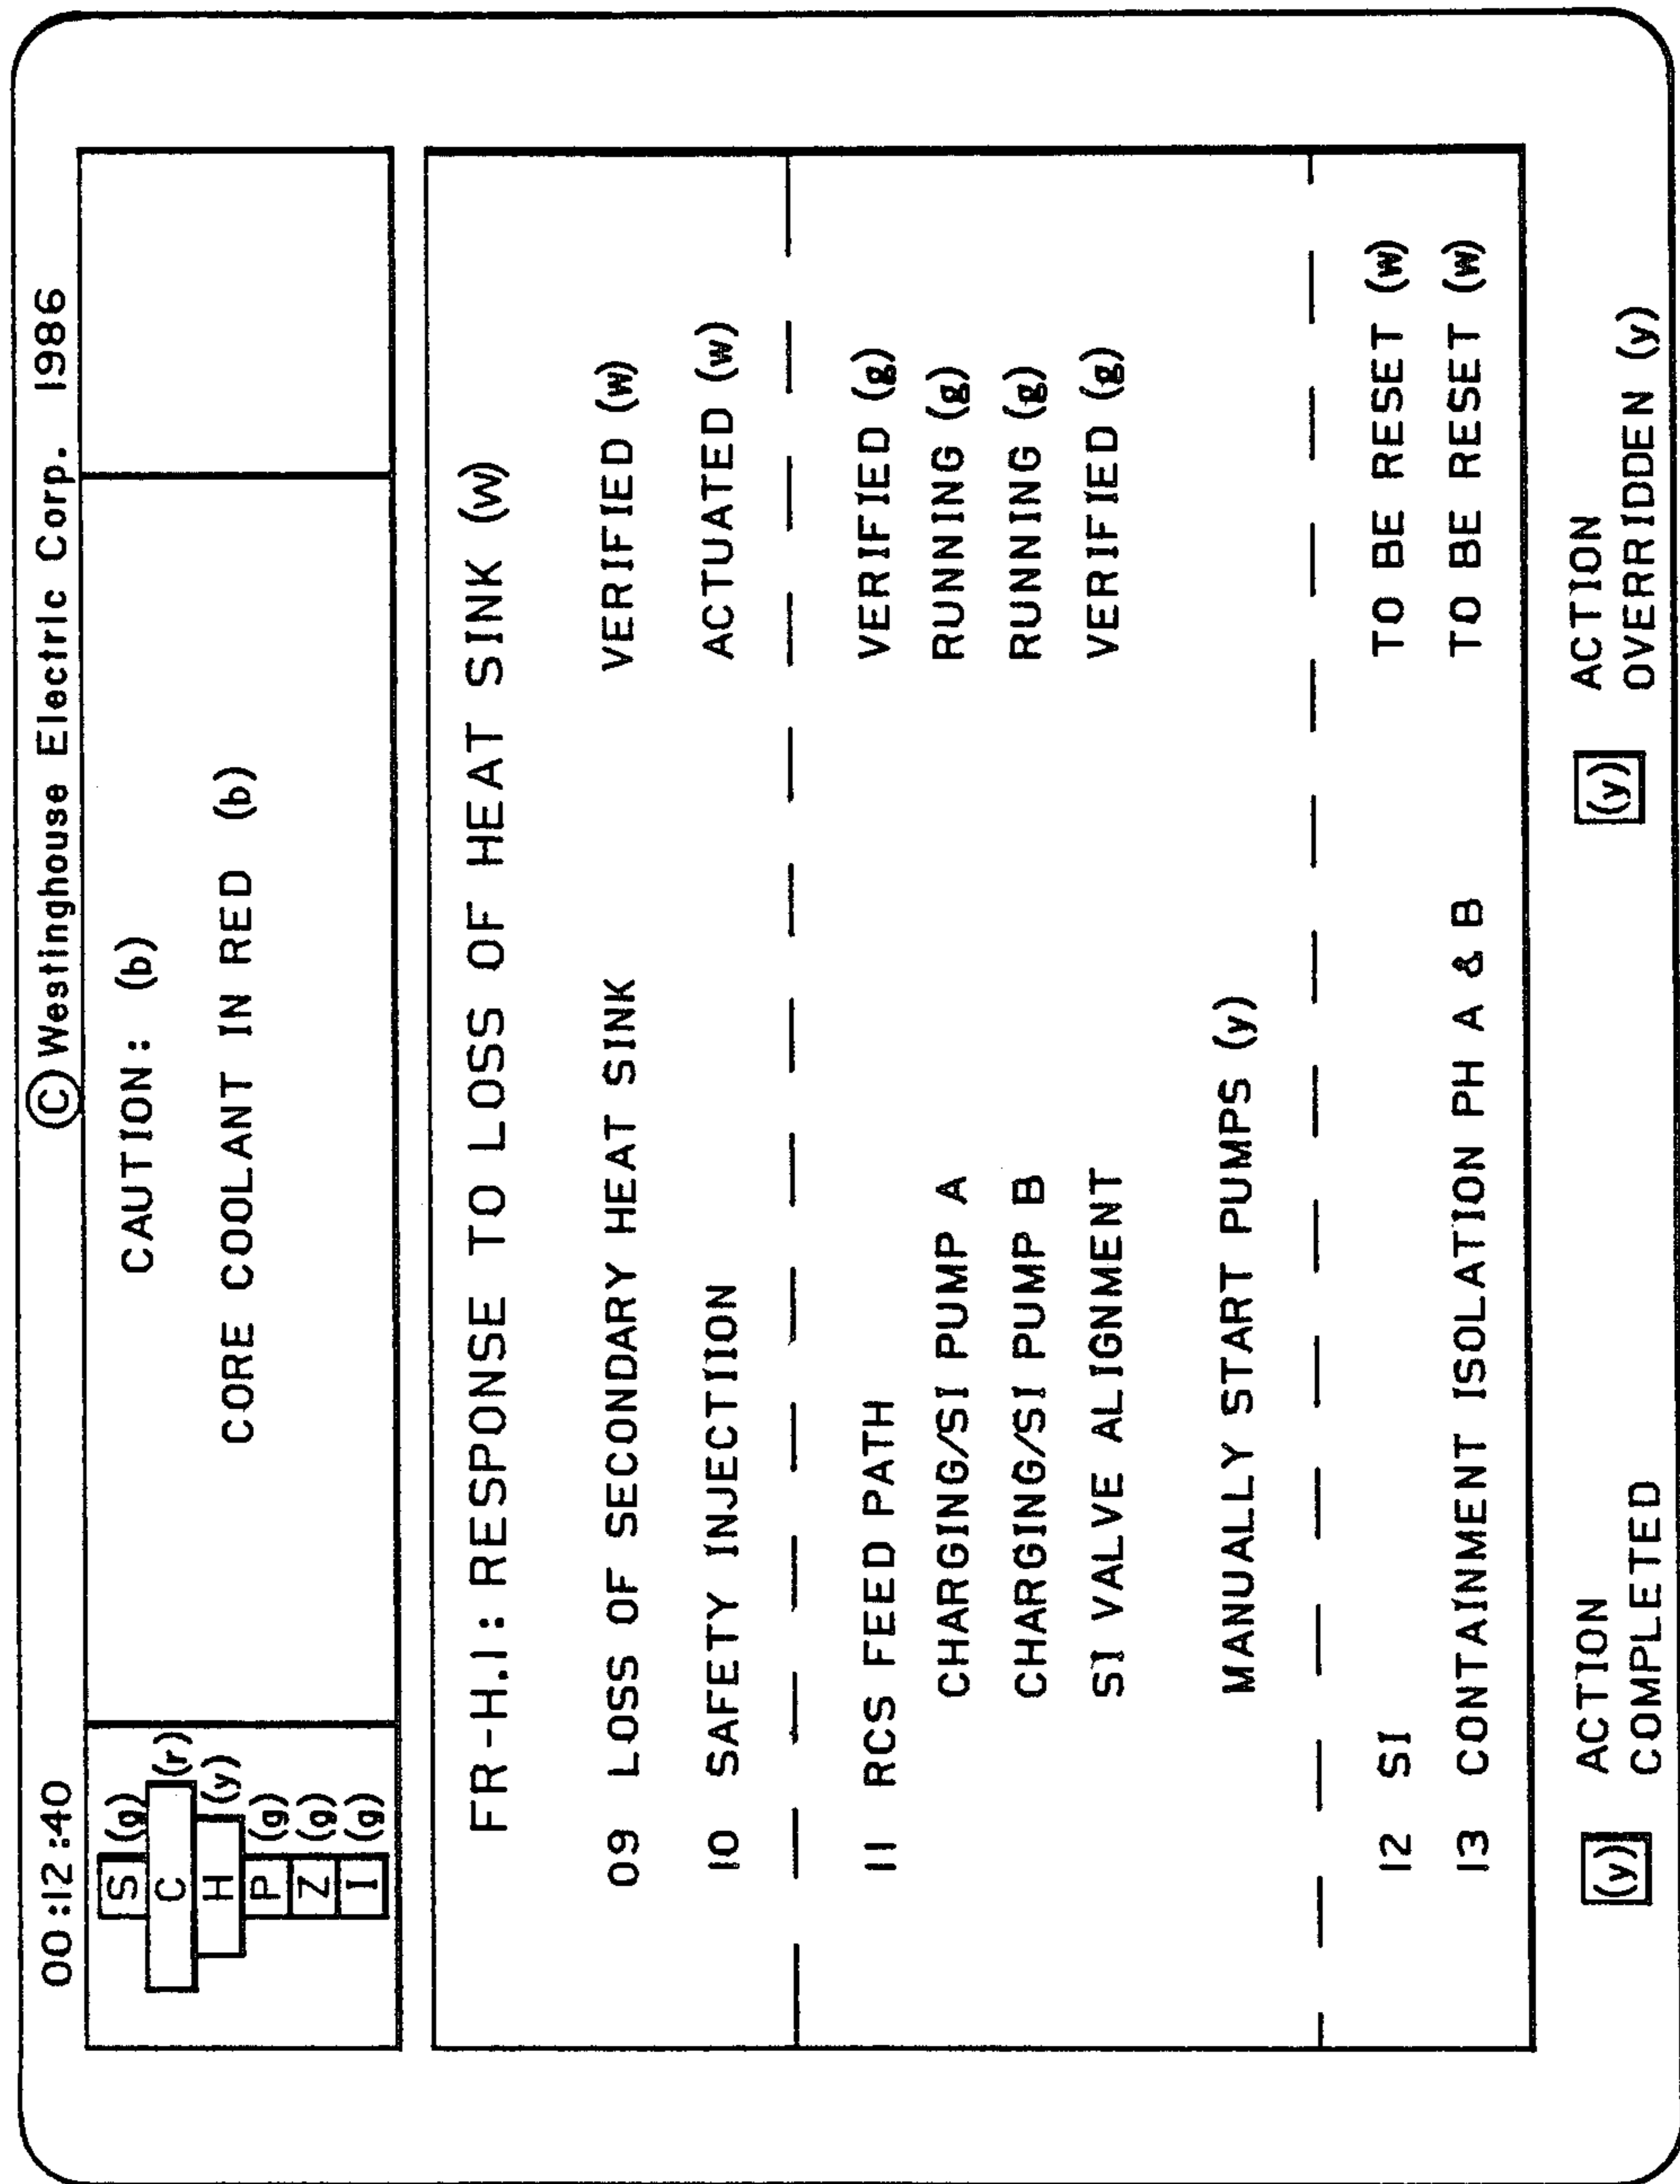 00:12:40 Ⓒ Westinghouse Electric Corp. 1986
S (g)
C (r)
H (y)
P (g)
Z (g)
I (g)
CAUTION: (b)
CORE COOLANT IN RED (b)
FR-H.1: RESPONSE TO LOSS OF HEAT SINK (w)
09 LOSS OF SECONDARY HEAT SINK VERIFIED (w)
10 SAFETY INJECTION ACTUATED (w)
11 RCS FEED PATH VERIFIED (g)
CHARGING/SI PUMP A RUNNING (g)
CHARGING/SI PUMP B RUNNING (g)
SI VALVE ALIGNMENT VERIFIED (g)
MANUALLY START PUMPS (y)
12 SI TO BE RESET (w)
13 CONTAINMENT ISOLATION PH A & B TO BE RESET (w)
(y) ACTION COMPLETED
(y) ACTION OVERRIDDEN (y)